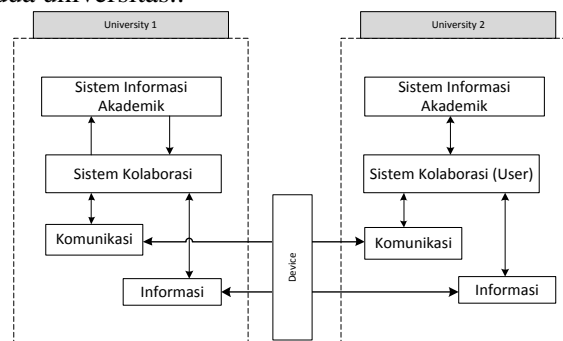 universitas..
University 1
University 2
Sistem Informasi
Akademik
Sistem Informasi
Akademik
Sistem Kolaborasi
Sistem Kolaborasi (User)
Komunikasi
Komunikasi
Device
Informasi
Informasi